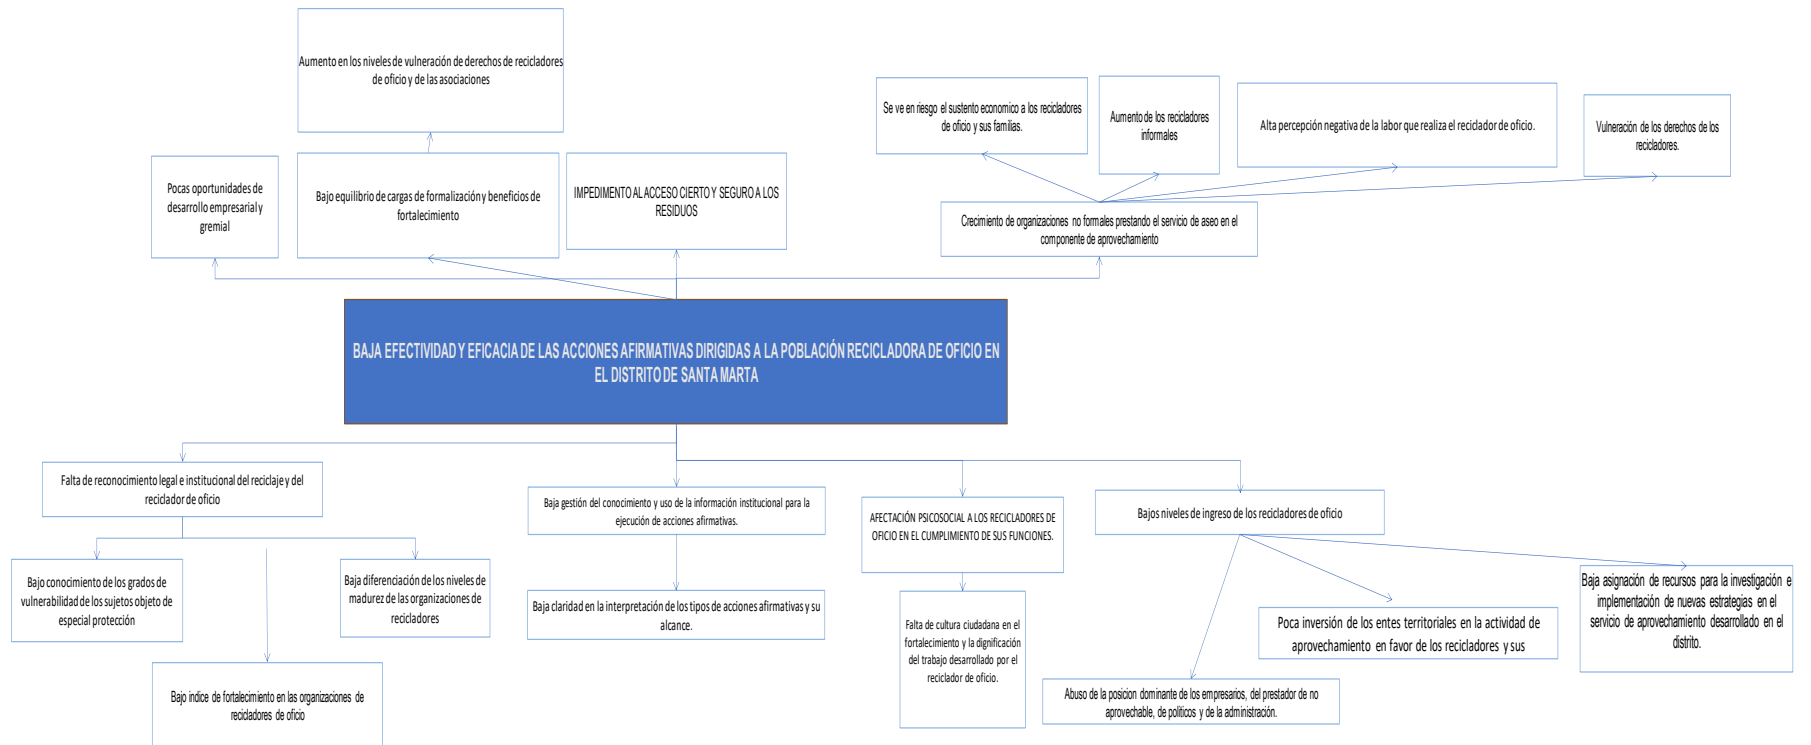 Aumento en los niveles de vulneración de derechos de recicladores
de oficio y de las asociaciones
Se ve en riesgo el sustento economico a los recicladores
de oficio y sus familias.
Aumento de los recicladores
informales
Alta percepción negativa de la labor que realiza el reciclador de oficio.
Vulneración de los derechos de los
recicladores.
Pocas oportunidades de
desarrollo empresarial y
gremial
Bajo equilibrio de cargas de formalización y beneficios de
fortalecimiento
IMPEDIMENTO AL ACCESO CIERTO Y SEGURO A LOS
RESIDUOS
Crecimiento de organizaciones no formales prestando el servicio de aseo en el
componente de aprovechamiento
BAJA EFECTIVIDAD Y EFICACIA DE LAS ACCIONES AFIRMATIVAS DIRIGIDAS A LA POBLACIÓN RECICLADORA DE OFICIO EN
EL DISTRITO DE SANTA MARTA
Falta de reconocimiento legal e institucional del reciclaje y del
reciclador de oficio
Baja gestión del conocimiento y uso de la información institucional para la
ejecución de acciones afirmativas.
AFECTACIÓN PSICOSOCIAL A LOS RECICLADORES DE
OFICIO EN EL CUMPLIMIENTO DE SUS FUNCIONES.
Bajos niveles de ingreso de los recicladores de oficio
Bajo conocimiento de los grados de
vulnerabilidad de los sujetos objeto de
especial protección
Baja diferenciación de los niveles de
madurez de las organizaciones de
recicladores
Baja claridad en la interpretación de los tipos de acciones afirmativas y su
alcance.
Falta de cultura ciudadana en el
fortalecimiento y la dignificación
del trabajo desarrollado por el
reciclador de oficio.
Poca inversión de los entes territoriales en la actividad de
aprovechamiento en favor de los recicladores y sus
Baja asignación de recursos para la investigación e
implementación de nuevas estrategias en el
servicio de aprovechamiento desarrollado en el
distrito.
Bajo indice de fortalecimiento en las organizaciones de
recicladores de oficio
Abuso de la posicion dominante de los empresarios, del prestador de no
aprovechable, de políticos y de la administración.